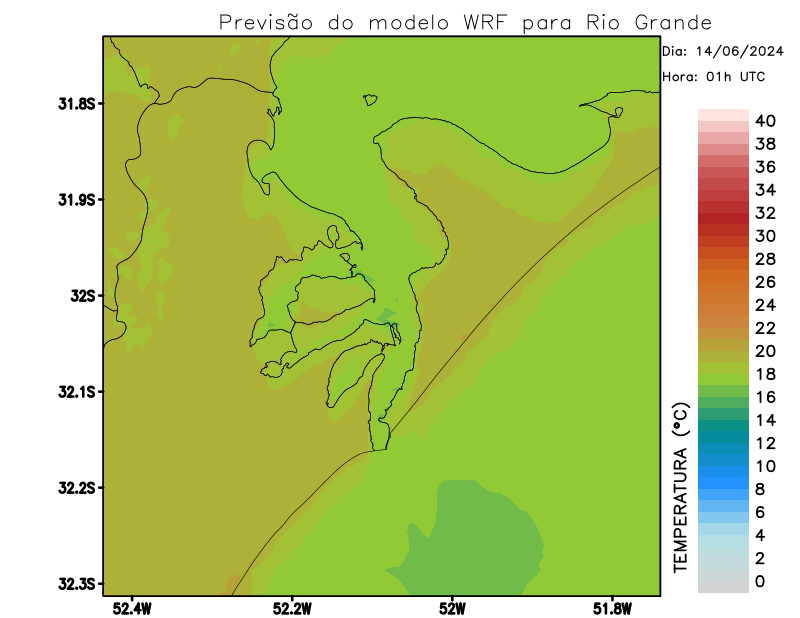 Previsão do modelo WRF para Rio Grande
Dia: 14/06/2024
Hora: 01h UTC
31.8S
31.9S
32S
32.1S
32.2S
32.3S
52.4W
52.2W
52W
51.8W
TEMPERATURA (°C)
40
38
36
34
32
30
28
26
24
22
20
18
16
14
12
10
8
6
4
2
0